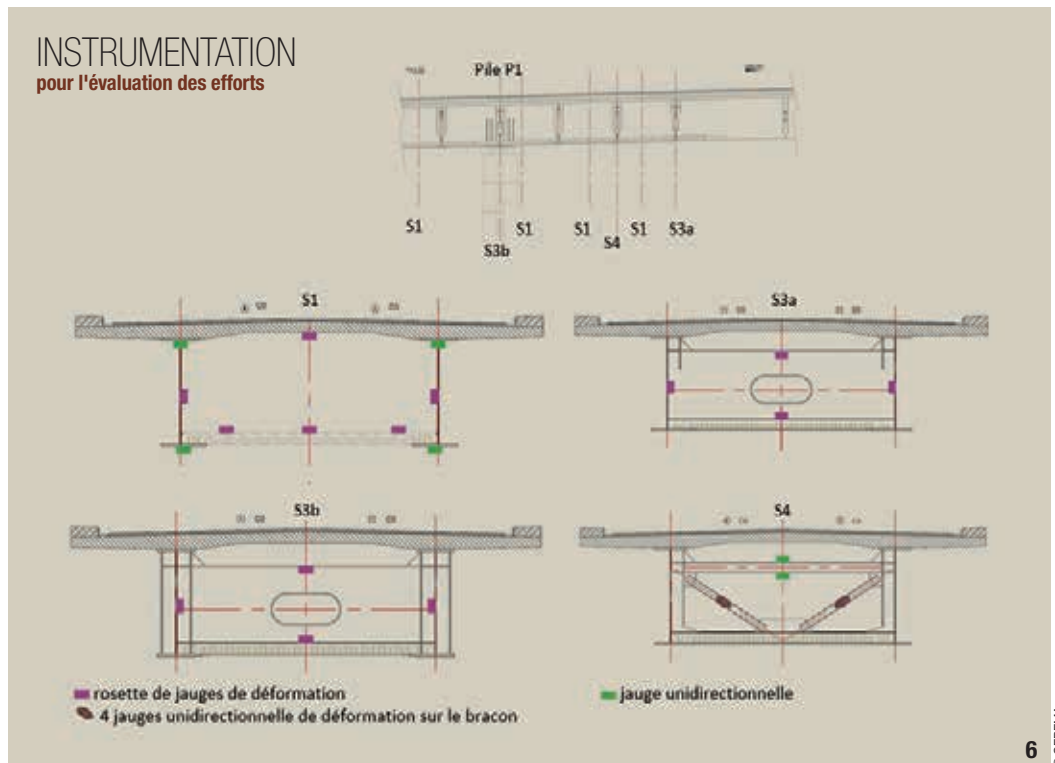 INSTRUMENTATION
pour l'évaluation des efforts
Pile P1
S1
S3b
S1
S1
S4
S1
S3a
S1
S3a
S3b
S4
rosette de jauges de déformation
4 jauges unidirectionnelle de déformation sur le bracon
jauge unidirectionnelle
6